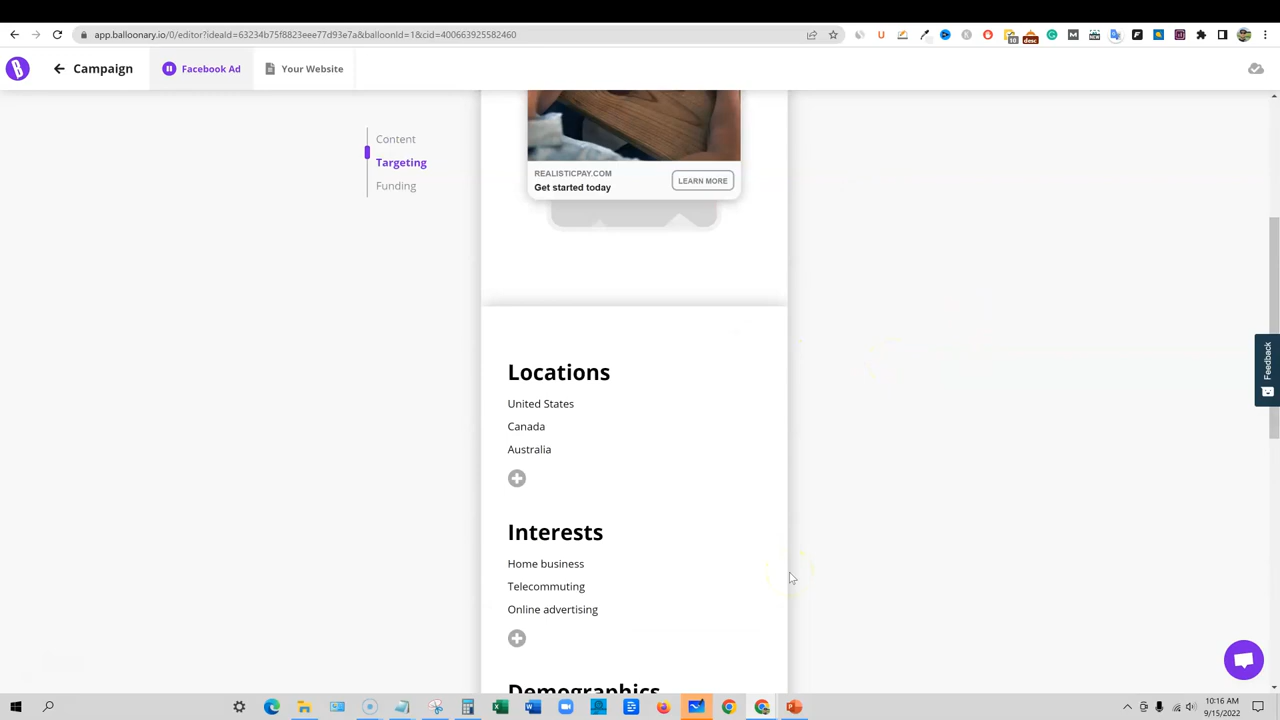 app.balloonary.io/0/editor?ideaId=63234b75f8823eee77d93e7a&balloonId=1&cid=400663925582460
10
desc
Campaign
Facebook Ad
Your Website
Content
Targeting
Funding
REALISTICPAY.COM
Get started today
LEARN MORE
Feedback
Locations
United States
Canada
Australia
Interests
Home business
Telecommuting
Online advertising
Demographics
10:16 AM
9/15/2022